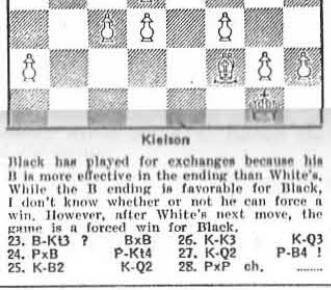 Kielson
Black has played for exchanges because his
B is more effective in the ending than White's,
While the B ending is favorable for Black,
I don't know whether or not he can force a
win. However, after White's next move, the
game is a forced win for Black.
23. B-Kt3 ? BxB 26. K-K3 K-Q3
24. PxB P-Kt4 27. K-Q2 P-B4 !
25. K-B2 K-Q2 28. PxP ch. ......